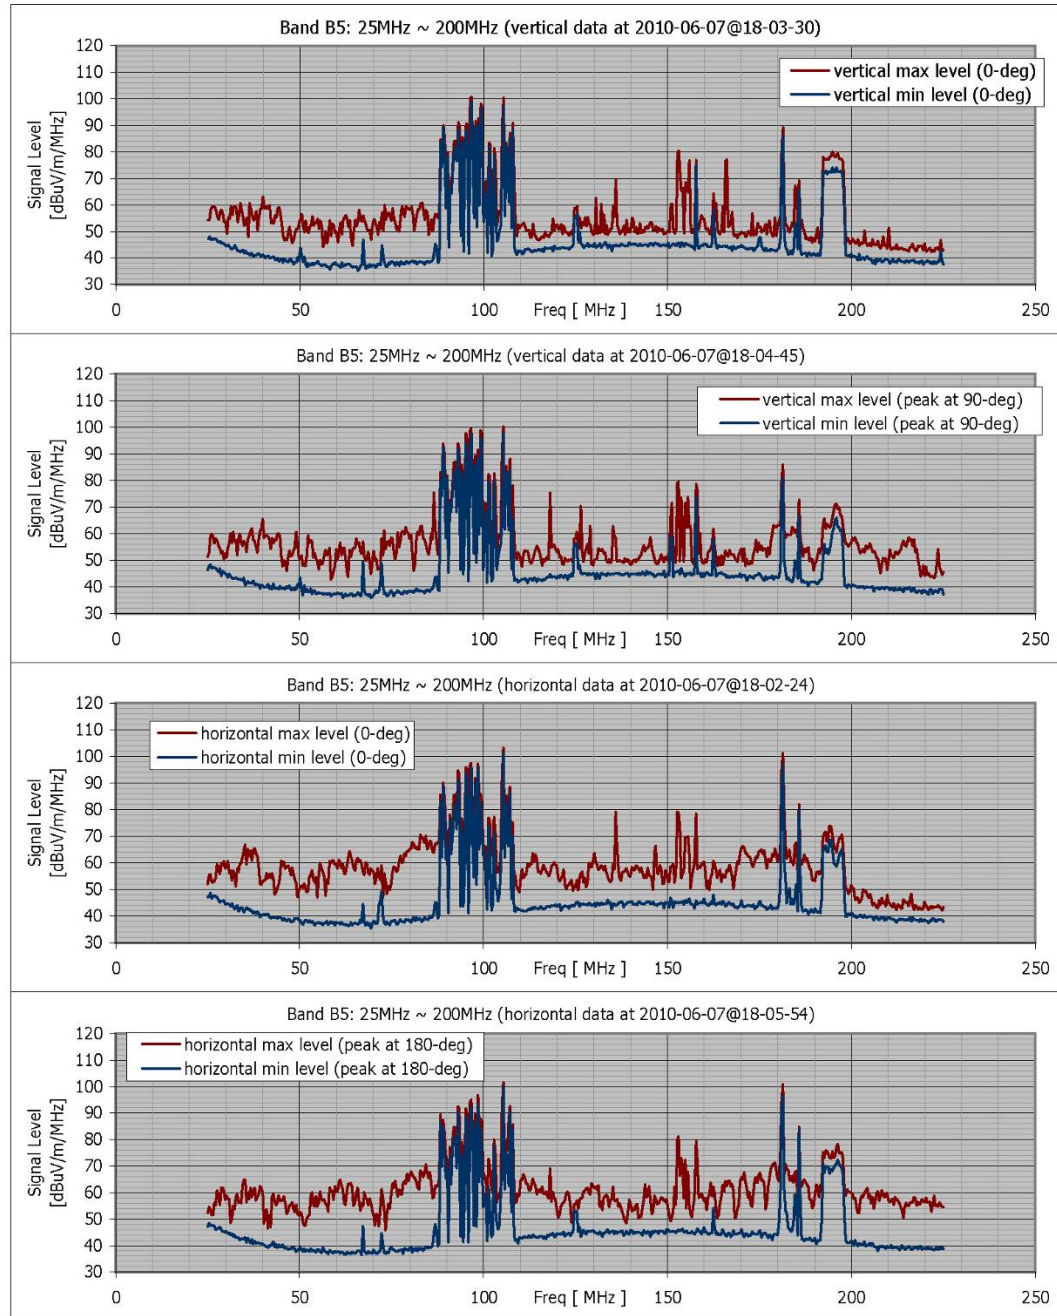 Band B5: 25MHz ~ 200MHz (vertical data at 2010-06-07@18-03-30)
120
110
100
90
80
70
60
50
40
30
Signal Level
[dBuV/m/MHz]
vertical max level (0-deg)
vertical min level (0-deg)
0
50
100
Freq [ MHz ]
150
200
250
Band B5: 25MHz ~ 200MHz (vertical data at 2010-06-07@18-04-45)
120
110
100
90
80
70
60
50
40
30
Signal Level
[dBuV/m/MHz]
vertical max level (peak at 90-deg)
vertical min level (peak at 90-deg)
0
50
100
Freq [ MHz ]
150
200
250
Band B5: 25MHz ~ 200MHz (horizontal data at 2010-06-07@18-02-24)
120
110
100
90
80
70
60
50
40
30
Signal Level
[dBuV/m/MHz]
horizontal max level (0-deg)
horizontal min level (0-deg)
0
50
100
Freq [ MHz ]
150
200
250
Band B5: 25MHz ~ 200MHz (horizontal data at 2010-06-07@18-05-54)
120
110
100
90
80
70
60
50
40
30
Signal Level
[dBuV/m/MHz]
horizontal max level (peak at 180-deg)
horizontal min level (peak at 180-deg)
0
50
100
Freq [ MHz ]
150
200
250